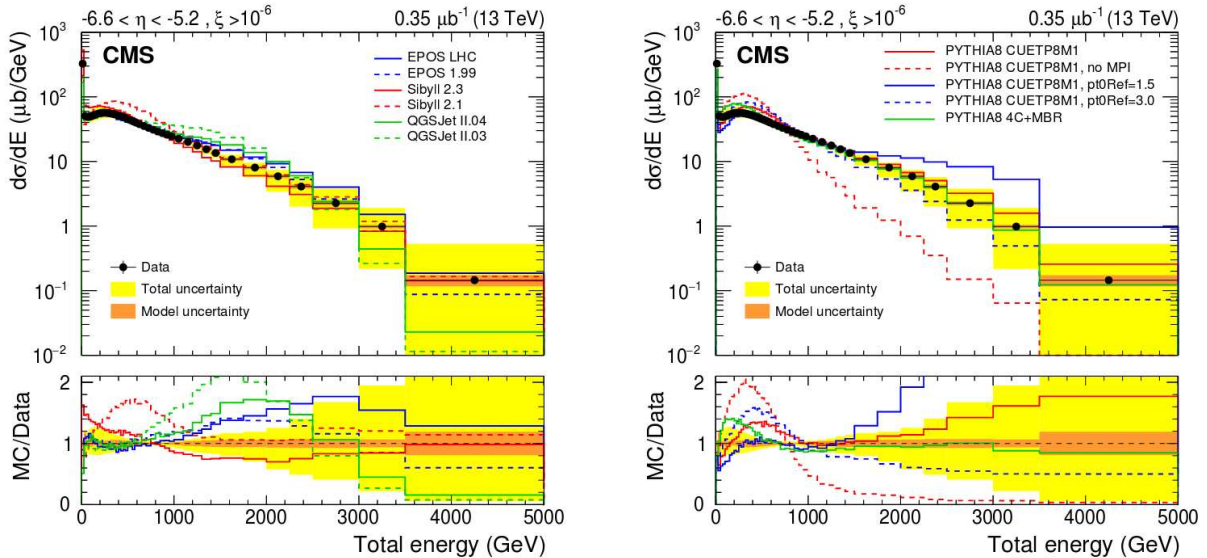 -6.6 < η < -5.2 , ξ >10⁻⁶ 0.35 μb⁻¹ (13 TeV)
CMS
EPOS LHC
EPOS 1.99
Sibyll 2.3
Sibyll 2.1
QGSJet II.04
QGSJet II.03
Data
Total uncertainty
Model uncertainty
dσ/dE (μb/GeV)
10³
10²
10
1
10⁻¹
10⁻²
MC/Data
2
1
0
0 1000 2000 3000 4000 5000
Total energy (GeV)
-6.6 < η < -5.2 , ξ >10⁻⁶ 0.35 μb⁻¹ (13 TeV)
CMS
PYTHIA8 CUETP8M1
PYTHIA8 CUETP8M1, no MPI
PYTHIA8 CUETP8M1, pt0Ref=1.5
PYTHIA8 CUETP8M1, pt0Ref=3.0
PYTHIA8 4C+MBR
Data
Total uncertainty
Model uncertainty
dσ/dE (μb/GeV)
10³
10²
10
1
10⁻¹
10⁻²
MC/Data
2
1
0
0 1000 2000 3000 4000 5000
Total energy (GeV)